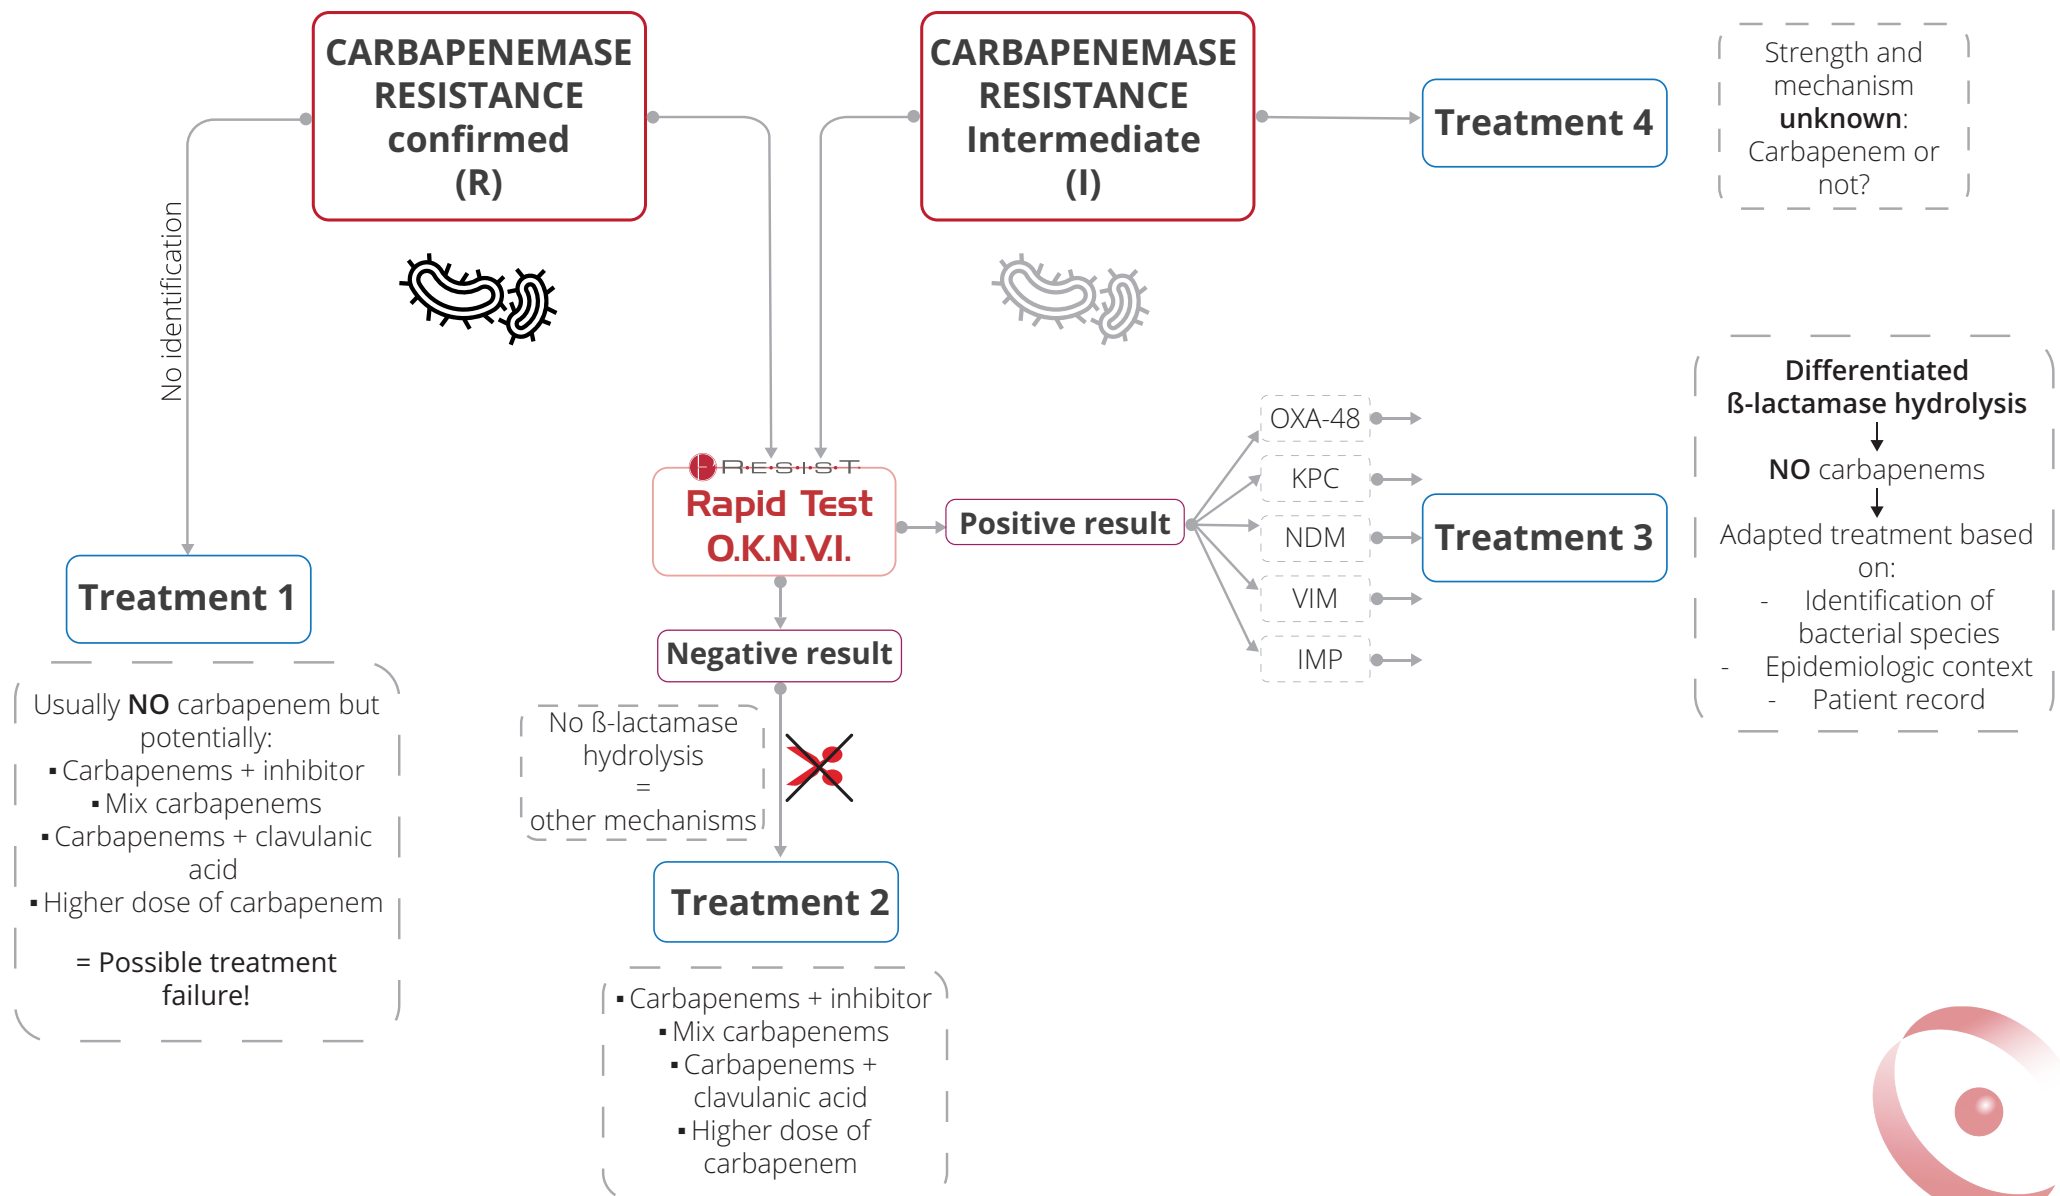 CARBAPENEMASE
RESISTANCE
confirmed
(R)
CARBAPENEMASE
RESISTANCE
Intermediate
(I)
Treatment 4
Strength and
mechanism
unknown:
Carbapenem or
not?
No identification
RESIST
Rapid Test
O.K.N.V.I.
Positive result
OXA-48
KPC
NDM
VIM
IMP
Treatment 3
Differentiated
ß-lactamase hydrolysis
NO carbapenems
Adapted treatment based
on:
- Identification of
bacterial species
- Epidemiologic context
- Patient record
Treatment 1
Usually NO carbapenem but
potentially:
▪ Carbapenems + inhibitor
▪ Mix carbapenems
▪ Carbapenems + clavulanic
acid
▪ Higher dose of carbapenem
= Possible treatment
failure!
Negative result
No ß-lactamase
hydrolysis
=
other mechanisms
Treatment 2
▪ Carbapenems + inhibitor
▪ Mix carbapenems
▪ Carbapenems +
clavulanic acid
▪ Higher dose of
carbapenem